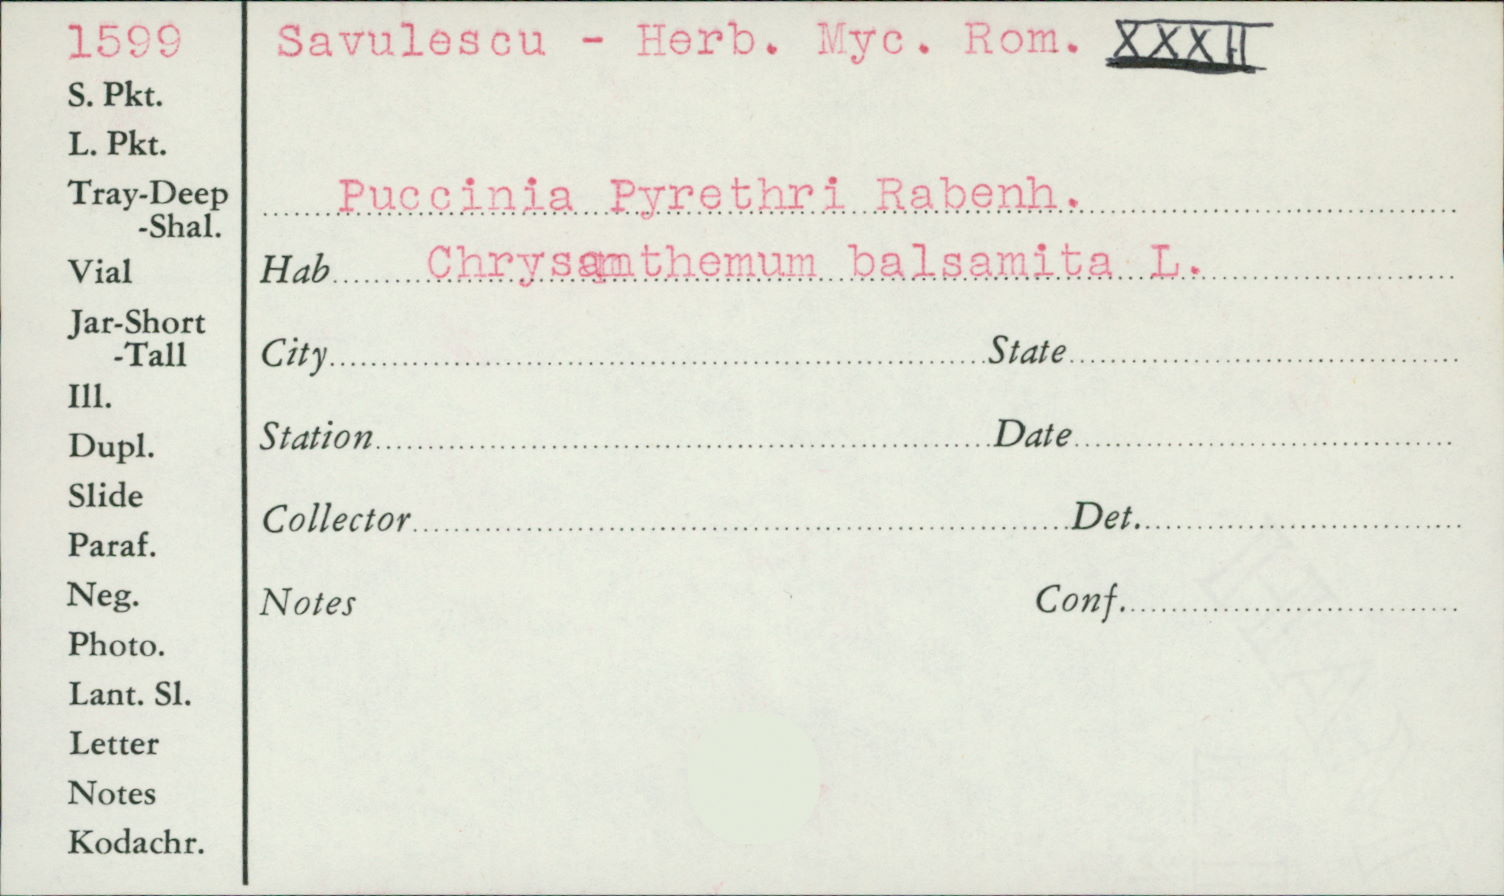 1599 Savulescu - Herb. Myc. Rom. XXXII
S. Pkt.
L. Pkt.
Tray-Deep
-Shal.
Puccinia Pyrethri Rabenh.
Vial
Hab Chrysanthemum balsamita L.
Jar-Short
-Tall
City State
Ill.
Dupl.
Station Date
Slide
Collector Det.
Paraf.
Neg.
Notes Conf.
Photo.
Lant. Sl.
Letter
Notes
Kodachr.